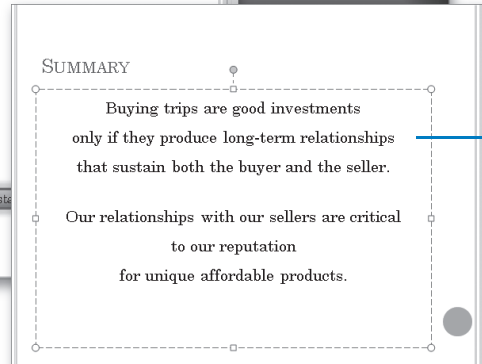 SUMMARY
Buying trips are good investments
only if they produce long-term relationships
that sustain both the buyer and the seller.
Our relationships with our sellers are critical
to our reputation
for unique affordable products.